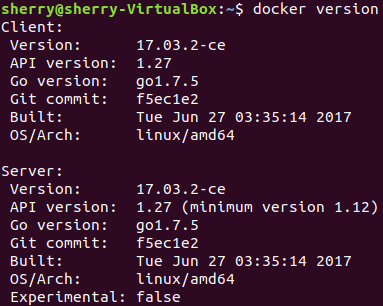 sherry@sherry-VirtualBox:~$ docker version
Client:
 Version:      17.03.2-ce
 API version:  1.27
 Go version:   go1.7.5
 Git commit:   f5ec1e2
 Built:        Tue Jun 27 03:35:14 2017
 OS/Arch:      linux/amd64

Server:
 Version:      17.03.2-ce
 API version:  1.27 (minimum version 1.12)
 Go version:   go1.7.5
 Git commit:   f5ec1e2
 Built:        Tue Jun 27 03:35:14 2017
 OS/Arch:      linux/amd64
 Experimental: false